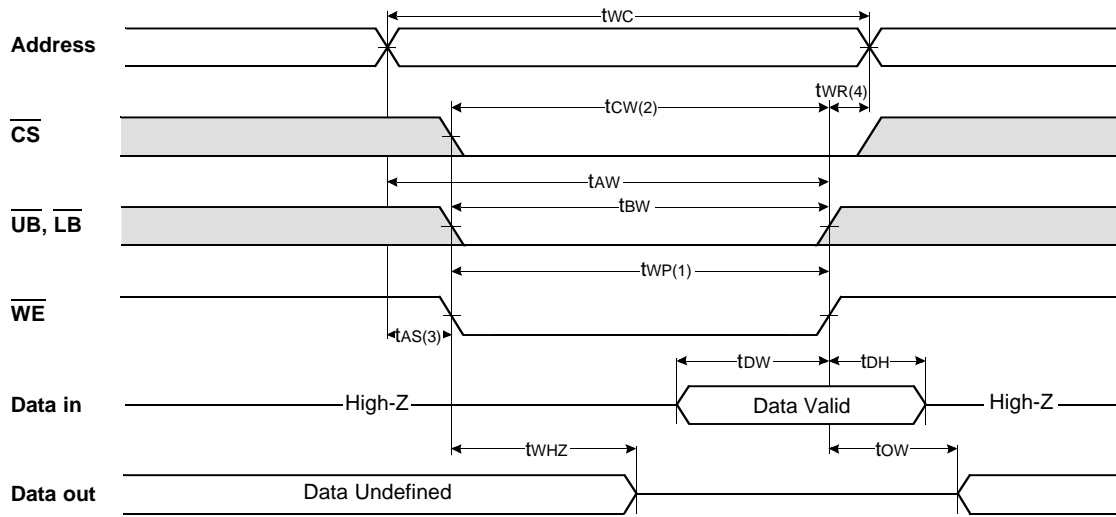 tWC
Address
tCW(2)
tWR(4)
CS
tAW
tBW
UB, LB
tWP(1)
WE
tAS(3)
tDW
tDH
Data in
High-Z
Data Valid
High-Z
tWHZ
tOW
Data out
Data Undefined